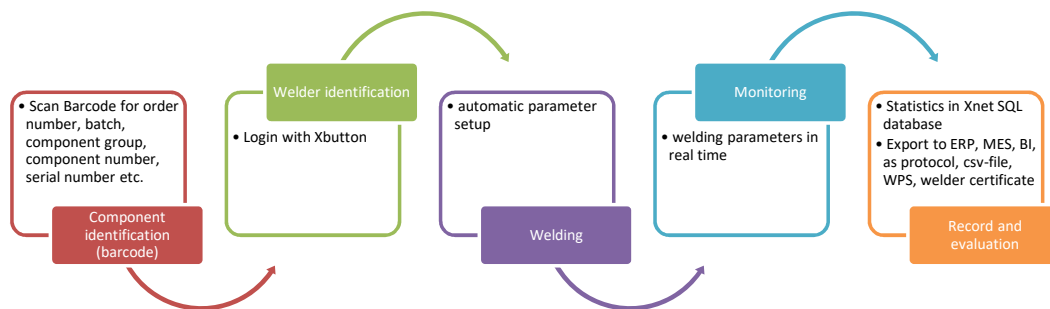 • Scan Barcode for order
number, batch,
component group,
component number,
serial number etc.
Component
identification
(barcode)
Welder identification
• Login with Xbutton
• automatic parameter
setup
Welding
Monitoring
• welding parameters in
real time
• Statistics in Xnet SQL
database
• Export to ERP, MES, BI,
as protocol, csv-file,
WPS, welder certificate
Record and
evaluation